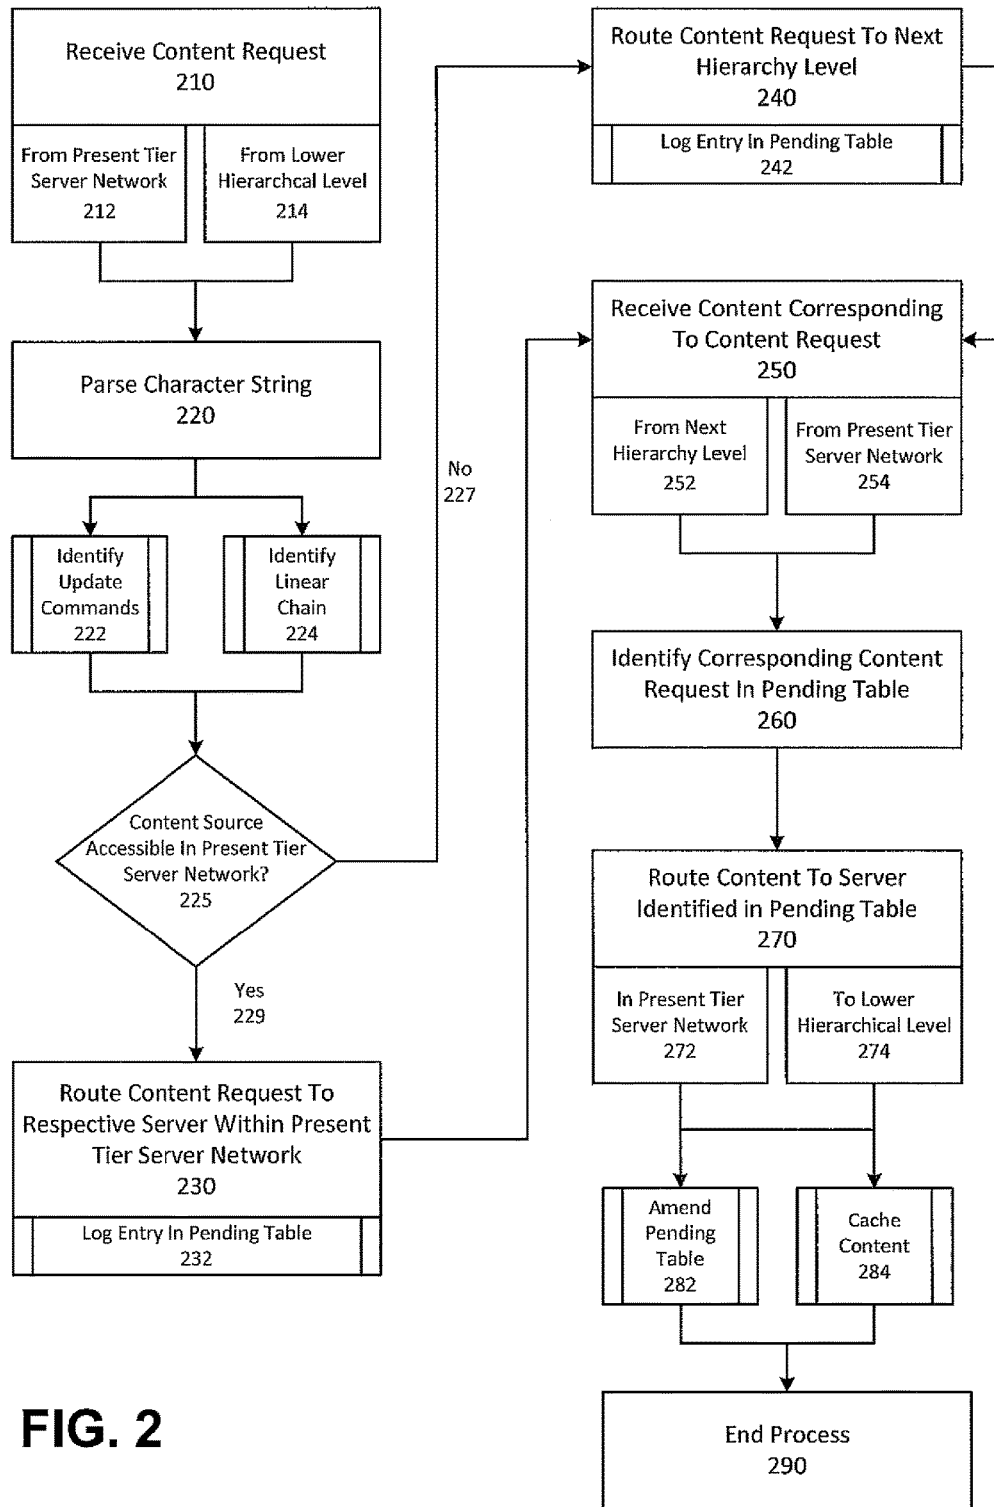 Receive Content Request
210
From Present Tier
Server Network
212
From Lower
Hierarchcal Level
214
Parse Character String
220
Identify
Update
Commands
222
Identify
Linear
Chain
224
Content Source
Accessible In Present Tier
Server Network?
225
No
227
Yes
229
Route Content Request To
Respective Server Within Present
Tier Server Network
230
Log Entry In Pending Table
232
Route Content Request To Next
Hierarchy Level
240
Log Entry In Pending Table
242
Receive Content Corresponding
To Content Request
250
From Next
Hierarchy Level
252
From Present Tier
Server Network
254
Identify Corresponding Content
Request In Pending Table
260
Route Content To Server
Identified in Pending Table
270
In Present Tier
Server Network
272
To Lower
Hierarchical Level
274
Amend
Pending
Table
282
Cache
Content
284
End Process
290
FIG. 2